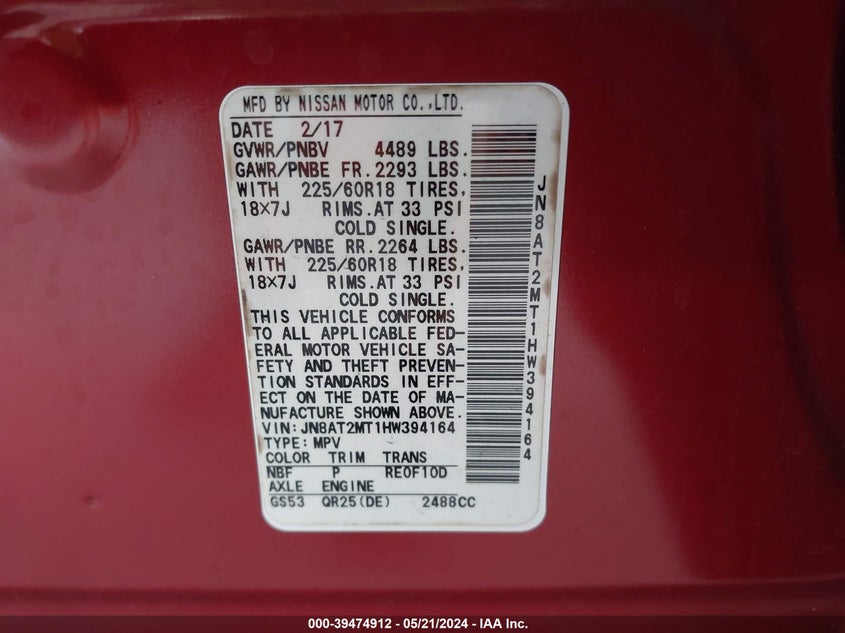 MFD BY NISSAN MOTOR CO.,LTD.
DATE 2/17
GVWR/PNBV 4489 LBS.
GAWR/PNBE FR.2293 LBS.
WITH 225/60R18 TIRES,
18×7J RIMS.AT 33 PSI
COLD SINGLE.
GAWR/PNBE RR.2264 LBS.
WITH 225/60R18 TIRES,
18×7J RIMS.AT 33 PSI
COLD SINGLE.
THIS VEHICLE CONFORMS
TO ALL APPLICABLE FED-
ERAL MOTOR VEHICLE SA-
FETY AND THEFT PREVEN-
TION STANDARDS IN EFF-
ECT ON THE DATE OF MA-
NUFACTURE SHOWN ABOVE.
VIN:JN8AT2MT1HW394164
TYPE:MPV
COLOR TRIM TRANS
NBF P RE0F10D
AXLE ENGINE
GS53 QR25(DE) 2488CC
JN8AT2MT1HW394164
000-39474912 - 05/21/2024 - IAA Inc.